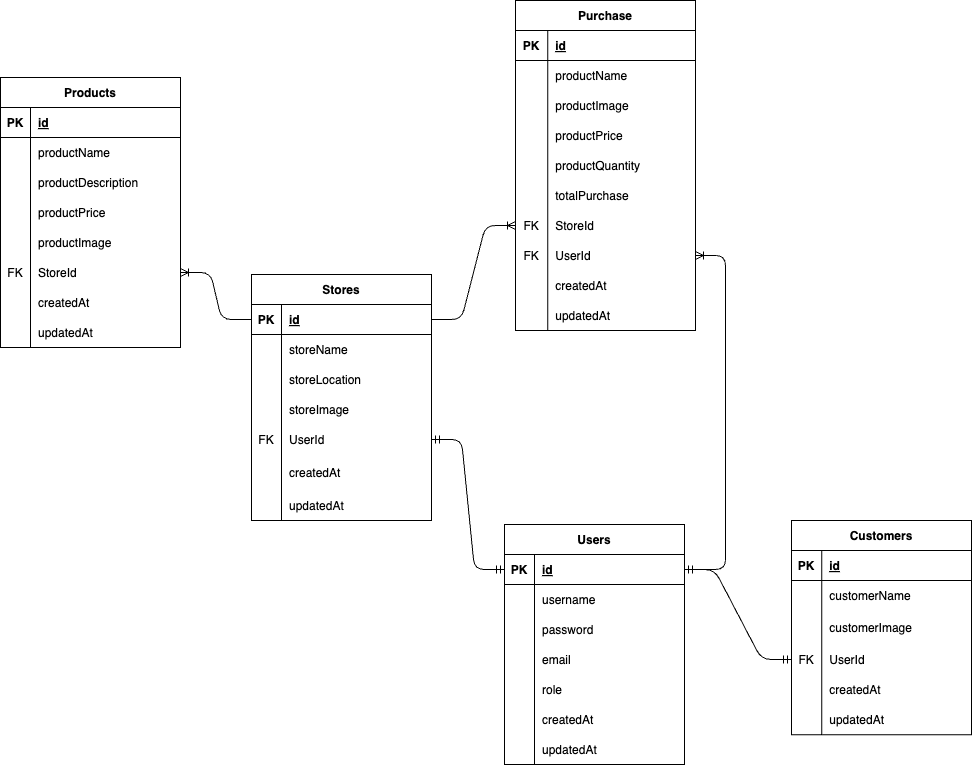 Purchase
PK id
productName
productImage
productPrice
productQuantity
totalPurchase
FK StoreId
FK UserId
createdAt
updatedAt
Products
PK id
productName
productDescription
productPrice
productImage
FK StoreId
createdAt
updatedAt
Stores
PK id
storeName
storeLocation
storeImage
FK UserId
createdAt
updatedAt
Users
PK id
username
password
email
role
createdAt
updatedAt
Customers
PK id
customerName
customerImage
FK UserId
createdAt
updatedAt